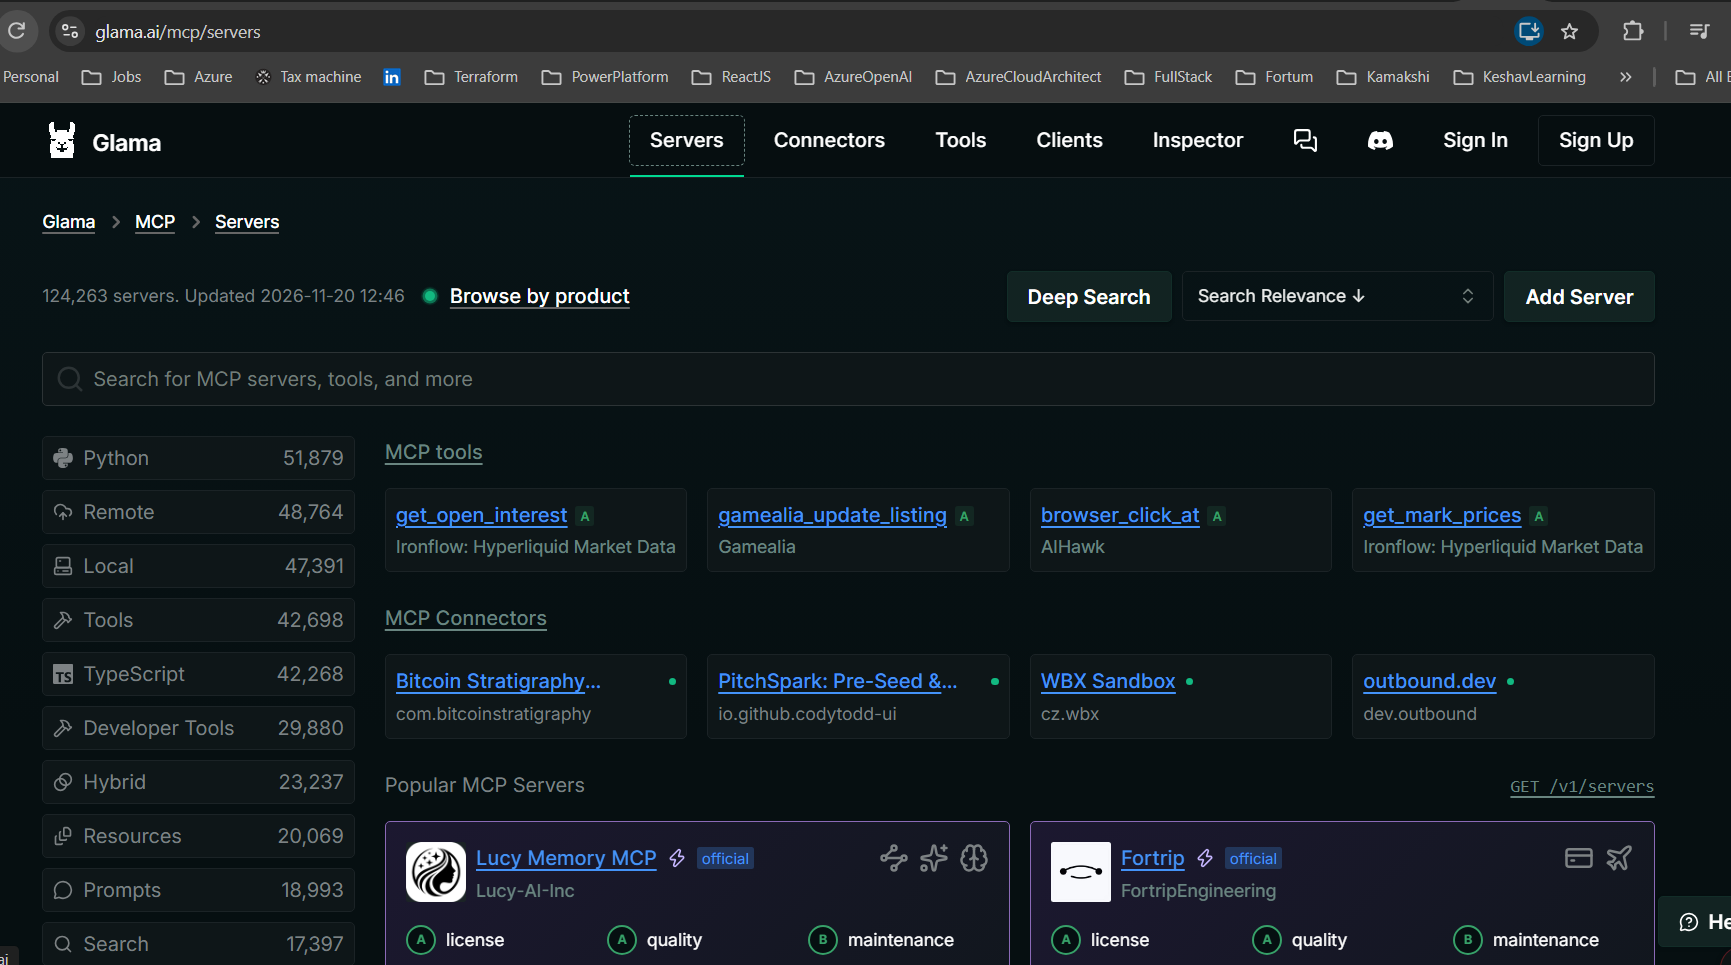 glama.ai/mcp/servers
Personal Jobs Azure Tax machine in Terraform PowerPlatform ReactJS AzureOpenAI AzureCloudArchitect FullStack Fortum Kamakshi KeshavLearning » All
Glama Servers Connectors Tools Clients Inspector Sign In Sign Up
Glama > MCP > Servers
124,263 servers. Updated 2026-11-20 12:46 Browse by product Deep Search Search Relevance ↓ Add Server
Search for MCP servers, tools, and more
Python 51,879
Remote 48,764
Local 47,391
Tools 42,698
TS TypeScript 42,268
Developer Tools 29,880
Hybrid 23,237
Resources 20,069
Prompts 18,993
Search 17,397
ai
MCP tools
get_open_interest A
Ironflow: Hyperliquid Market Data
gamealia_update_listing A
Gamealia
browser_click_at A
AIHawk
get_mark_prices A
Ironflow: Hyperliquid Market Data
MCP Connectors
Bitcoin Stratigraphy...
com.bitcoinstratigraphy
PitchSpark: Pre-Seed &...
io.github.codytodd-ui
WBX Sandbox
cz.wbx
outbound.dev
dev.outbound
Popular MCP Servers GET /v1/servers
Lucy Memory MCP official
Lucy-AI-Inc
A license A quality B maintenance
Fortrip official
FortripEngineering
A license A quality B maintenance